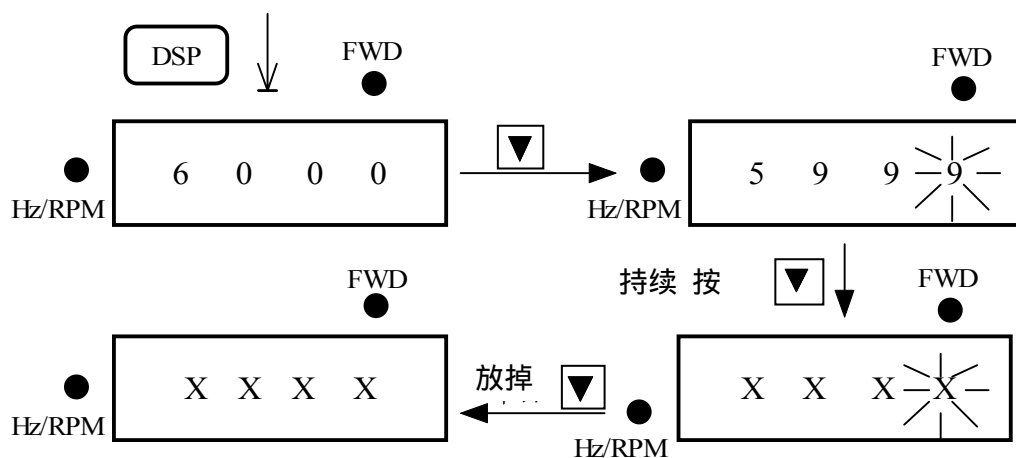 DSP
FWD
6 0 0 0
Hz/RPM
▼
FWD
5 9 9 9
Hz/RPM
持续 按 ▼
FWD
X X X X
Hz/RPM
放掉 ▼
FWD
X X X X
Hz/RPM